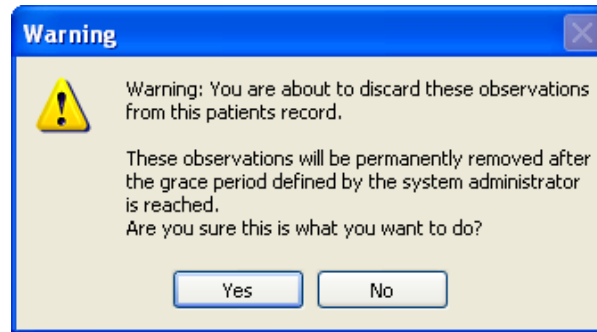 Warning
Warning: You are about to discard these observations
from this patients record.
These observations will be permanently removed after
the grace period defined by the system administrator
is reached.
Are you sure this is what you want to do?
Yes
No